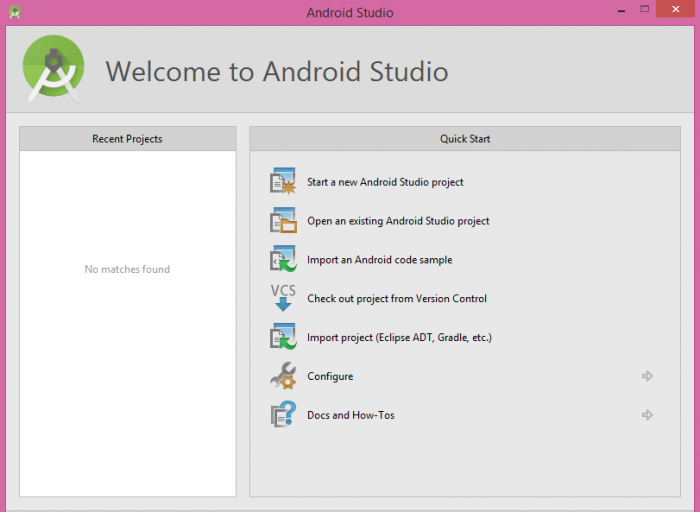 Android Studio
Welcome to Android Studio
Recent Projects
No matches found
Quick Start
Start a new Android Studio project
Open an existing Android Studio project
Import an Android code sample
VCS
Check out project from Version Control
Import project (Eclipse ADT, Gradle, etc.)
Configure
Docs and How-Tos